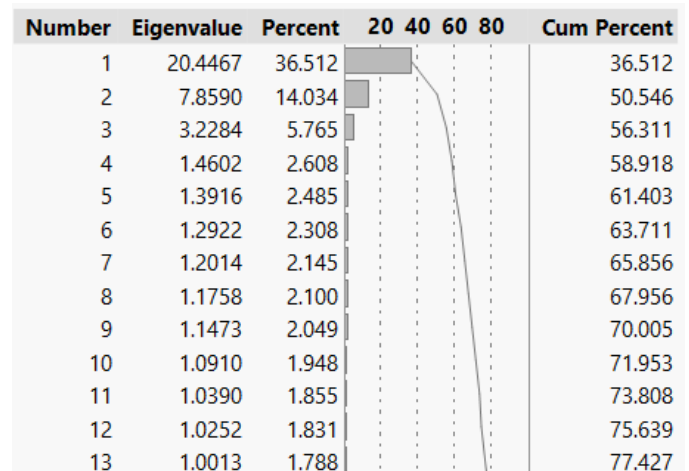 Number Eigenvalue Percent 20 40 60 80 Cum Percent
1 20.4467 36.512 36.512
2 7.8590 14.034 50.546
3 3.2284 5.765 56.311
4 1.4602 2.608 58.918
5 1.3916 2.485 61.403
6 1.2922 2.308 63.711
7 1.2014 2.145 65.856
8 1.1758 2.100 67.956
9 1.1473 2.049 70.005
10 1.0910 1.948 71.953
11 1.0390 1.855 73.808
12 1.0252 1.831 75.639
13 1.0013 1.788 77.427